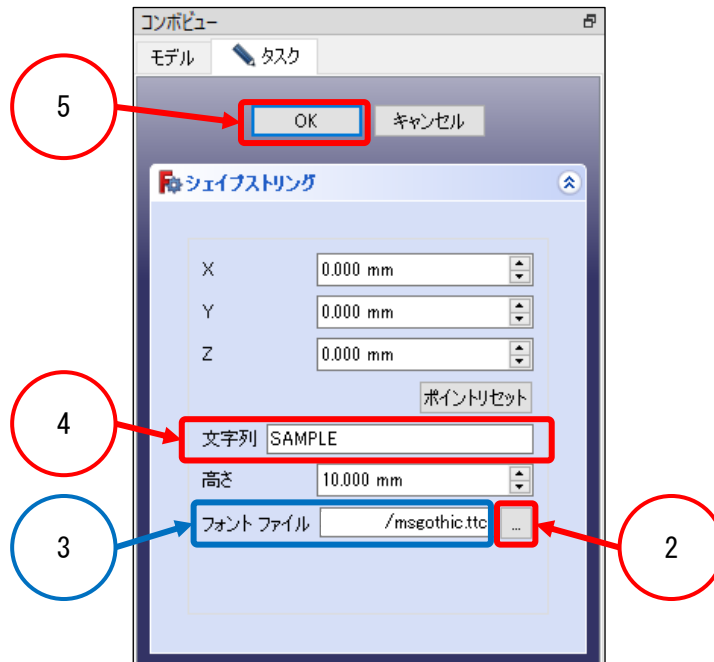 コンボビュー
モデル タスク
5
OK キャンセル
シェイプストリング
X 0.000 mm
Y 0.000 mm
Z 0.000 mm
ポイントリセット
4
文字列 SAMPLE
高さ 10.000 mm
3
フォント ファイル /msgothic.ttc ...
2